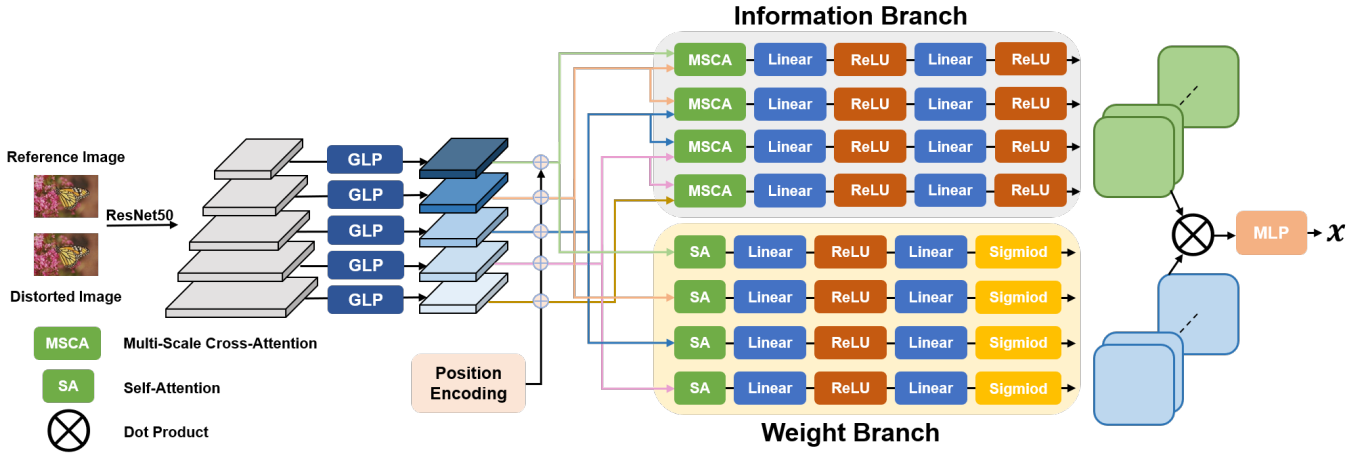 Information Branch
MSCA Linear ReLU Linear ReLU
MSCA Linear ReLU Linear ReLU
MSCA Linear ReLU Linear ReLU
MSCA Linear ReLU Linear ReLU
Reference Image
ResNet50
Distorted Image
GLP
GLP
GLP
GLP
GLP
Position
Encoding
SA Linear ReLU Linear Sigmiod
SA Linear ReLU Linear Sigmiod
SA Linear ReLU Linear Sigmiod
SA Linear ReLU Linear Sigmiod
Weight Branch
MLP
x
MSCA Multi-Scale Cross-Attention
SA Self-Attention
Dot Product